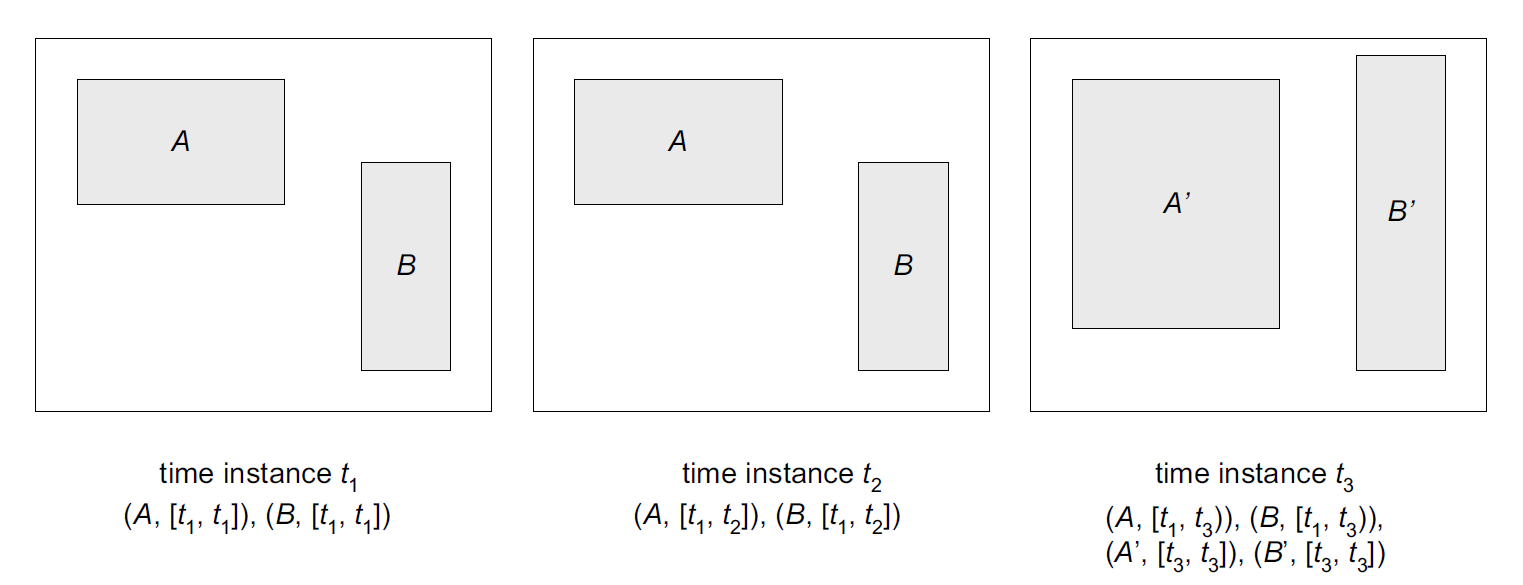 A
B
A
B
A’
B’
time instance t₁
(A, [t₁, t₁]), (B, [t₁, t₁])
time instance t₂
(A, [t₁, t₂]), (B, [t₁, t₂])
time instance t₃
(A, [t₁, t₃)), (B, [t₁, t₃)),
(A’, [t₃, t₃]), (B’, [t₃, t₃])